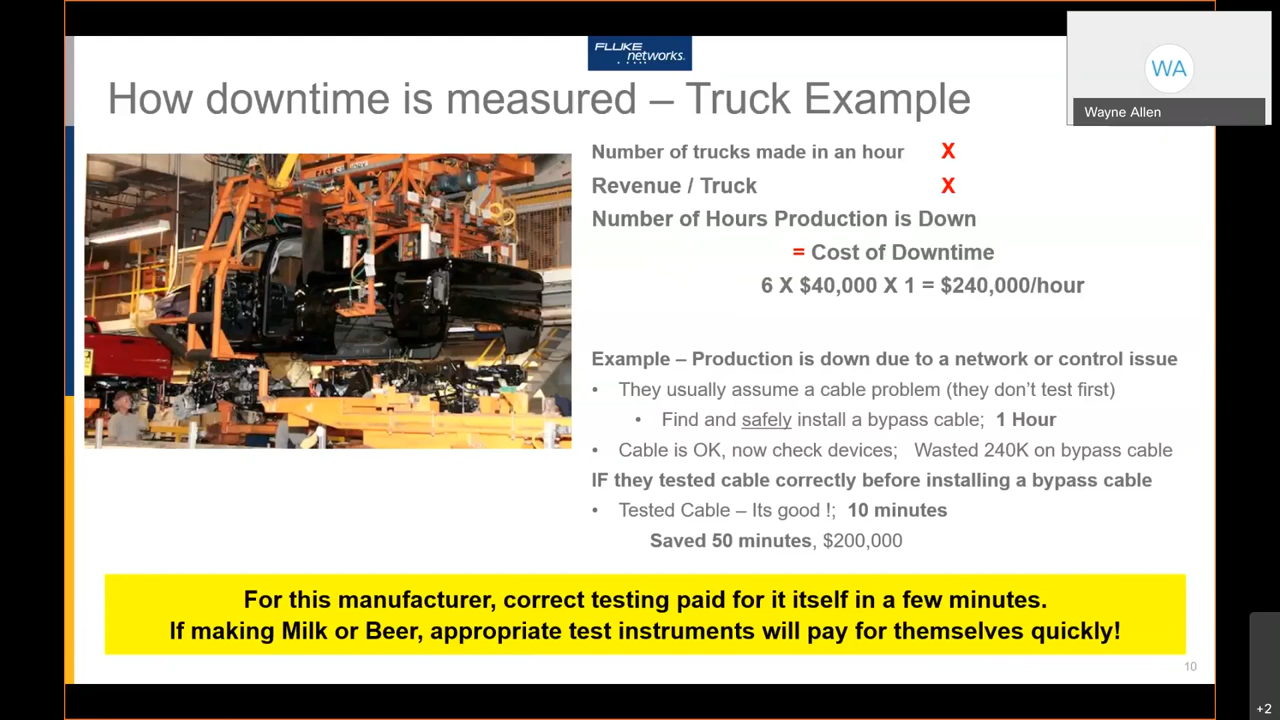 FLUKE
networks.
WA
Wayne Allen
How downtime is measured – Truck Example
Number of trucks made in an hour X
Revenue / Truck X
Number of Hours Production is Down
= Cost of Downtime
6 X $40,000 X 1 = $240,000/hour
Example – Production is down due to a network or control issue
• They usually assume a cable problem (they don’t test first)
• Find and safely install a bypass cable; 1 Hour
• Cable is OK, now check devices; Wasted 240K on bypass cable
IF they tested cable correctly before installing a bypass cable
• Tested Cable – Its good !; 10 minutes
Saved 50 minutes, $200,000
For this manufacturer, correct testing paid for it itself in a few minutes.
If making Milk or Beer, appropriate test instruments will pay for themselves quickly!
10
+2